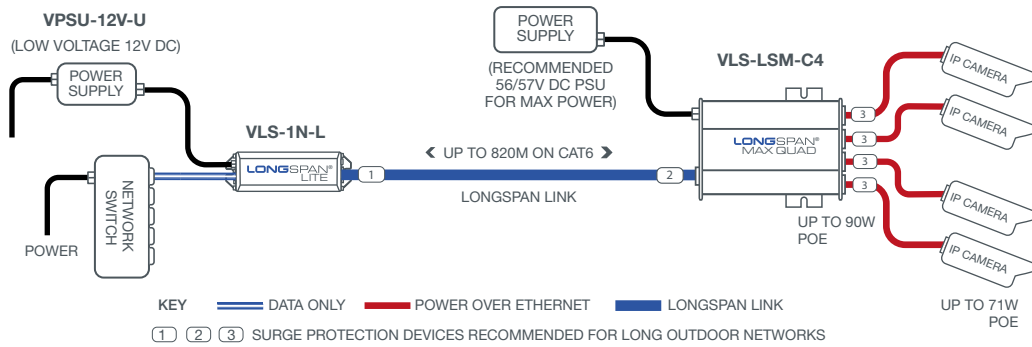 VPSU-12V-U
(LOW VOLTAGE 12V DC)
POWER
SUPPLY
POWER
SUPPLY
(RECOMMENDED
56/57V DC PSU
FOR MAX POWER)
VLS-LSM-C4
VLS-1N-L
LONGSPAN®
LITE
1
< UP TO 820M ON CAT6 >
LONGSPAN LINK
2
LONGSPAN®
MAX QUAD
3
3
3
3
IP CAMERA
IP CAMERA
IP CAMERA
IP CAMERA
NETWORK
SWITCH
POWER
UP TO 90W
POE
UP TO 71W
POE
KEY DATA ONLY POWER OVER ETHERNET LONGSPAN LINK
1 2 3 SURGE PROTECTION DEVICES RECOMMENDED FOR LONG OUTDOOR NETWORKS